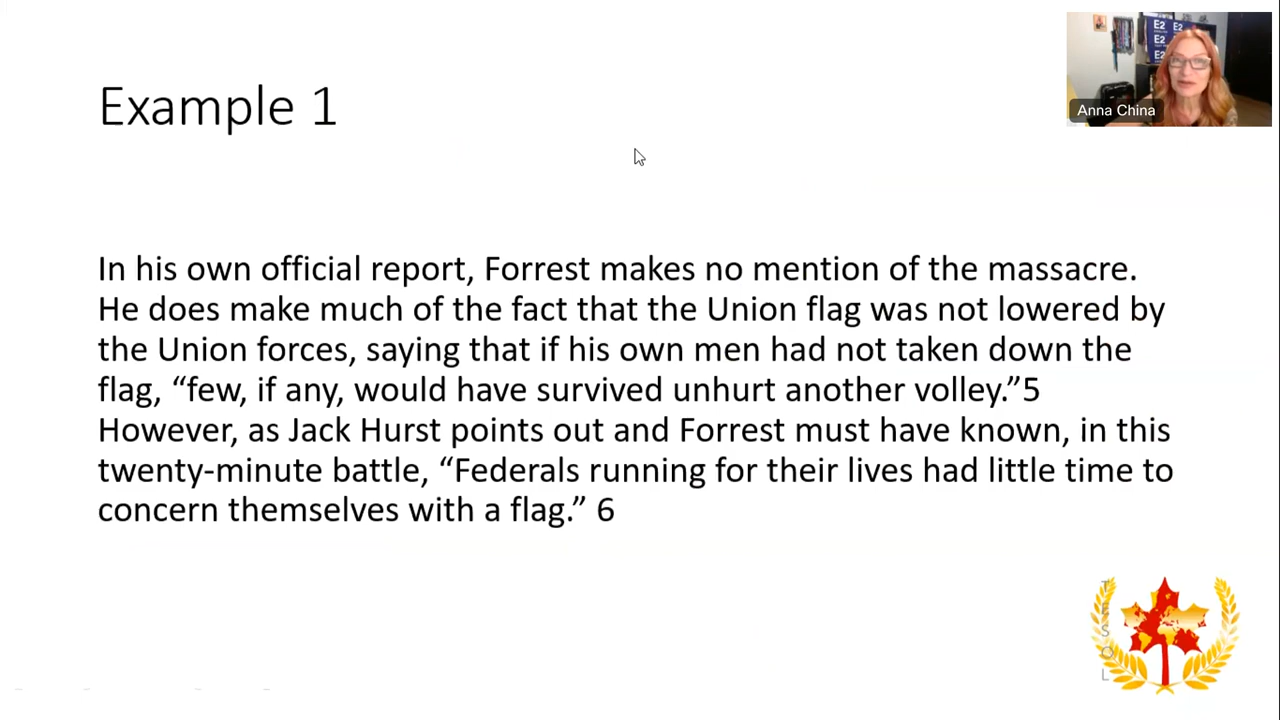 Example 1
E2 E2
E2
E2
Anna China
In his own official report, Forrest makes no mention of the massacre.
He does make much of the fact that the Union flag was not lowered by
the Union forces, saying that if his own men had not taken down the
flag, “few, if any, would have survived unhurt another volley.”5
However, as Jack Hurst points out and Forrest must have known, in this
twenty-minute battle, “Federals running for their lives had little time to
concern themselves with a flag.” 6
T
E
S
O
L